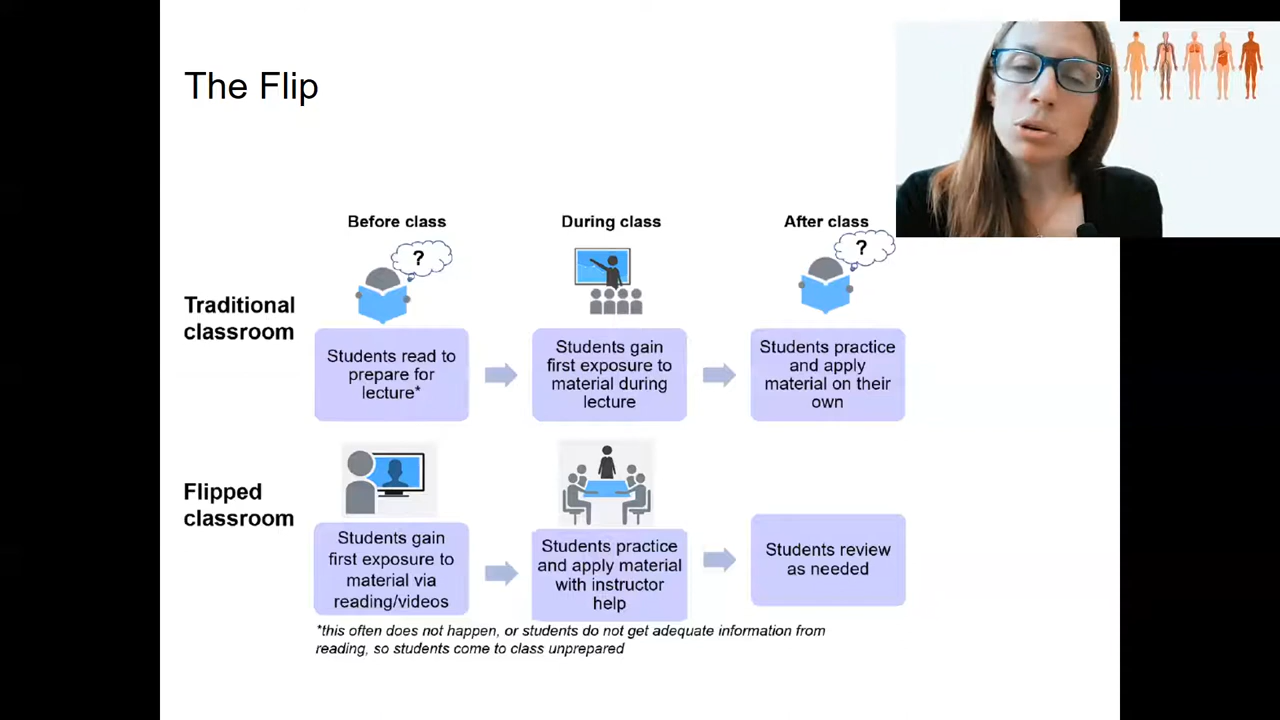 The Flip
Before class
During class
After class
?
?
Traditional
classroom
Students read to
prepare for
lecture*
Students gain
first exposure to
material during
lecture
Students practice
and apply
material on their
own
Flipped
classroom
Students gain
first exposure to
material via
reading/videos
Students practice
and apply material
with instructor
help
Students review
as needed
*this often does not happen, or students do not get adequate information from
reading, so students come to class unprepared